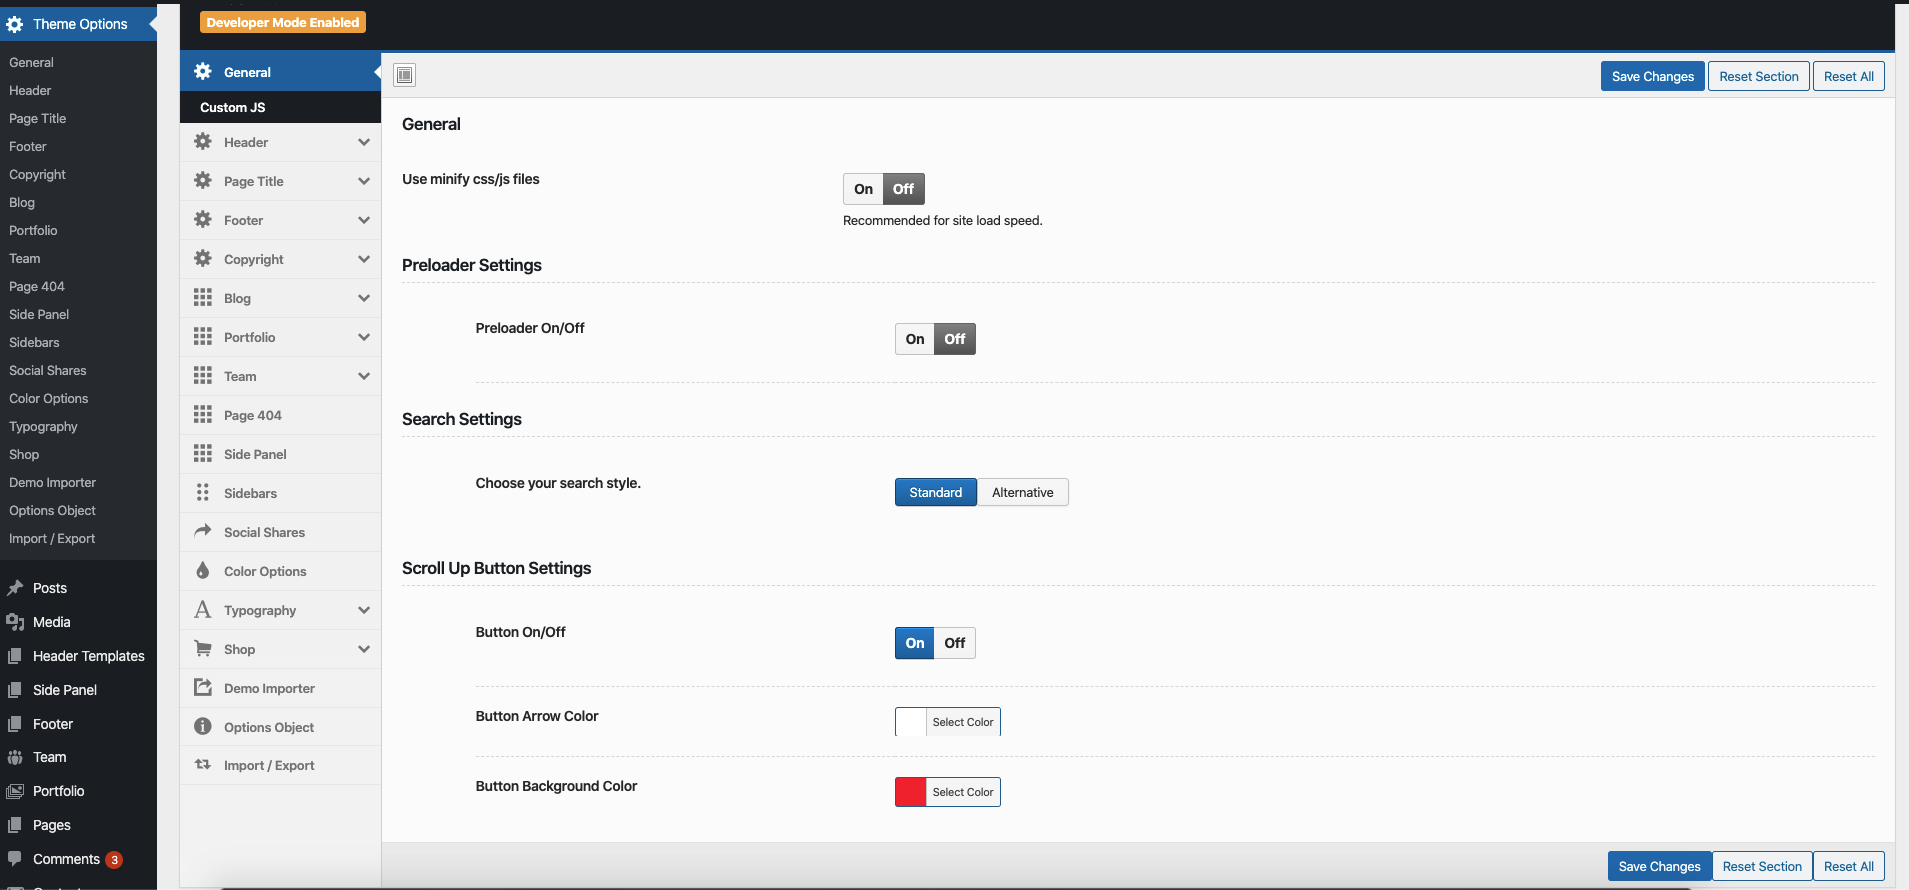 Theme Options
General
Header
Page Title
Footer
Copyright
Blog
Portfolio
Team
Page 404
Side Panel
Sidebars
Social Shares
Color Options
Typography
Shop
Demo Importer
Options Object
Import / Export
Posts
Media
Header Templates
Side Panel
Footer
Team
Portfolio
Pages
Comments 3
Developer Mode Enabled
General
Custom JS
Header
Page Title
Footer
Copyright
Blog
Portfolio
Team
Page 404
Side Panel
Sidebars
Social Shares
Color Options
Typography
Shop
Demo Importer
Options Object
Import / Export
Save Changes Reset Section Reset All
General
Use minify css/js files
On Off
Recommended for site load speed.
Preloader Settings
Preloader On/Off
On Off
Search Settings
Choose your search style.
Standard Alternative
Scroll Up Button Settings
Button On/Off
On Off
Button Arrow Color
Select Color
Button Background Color
Select Color
Save Changes Reset Section Reset All